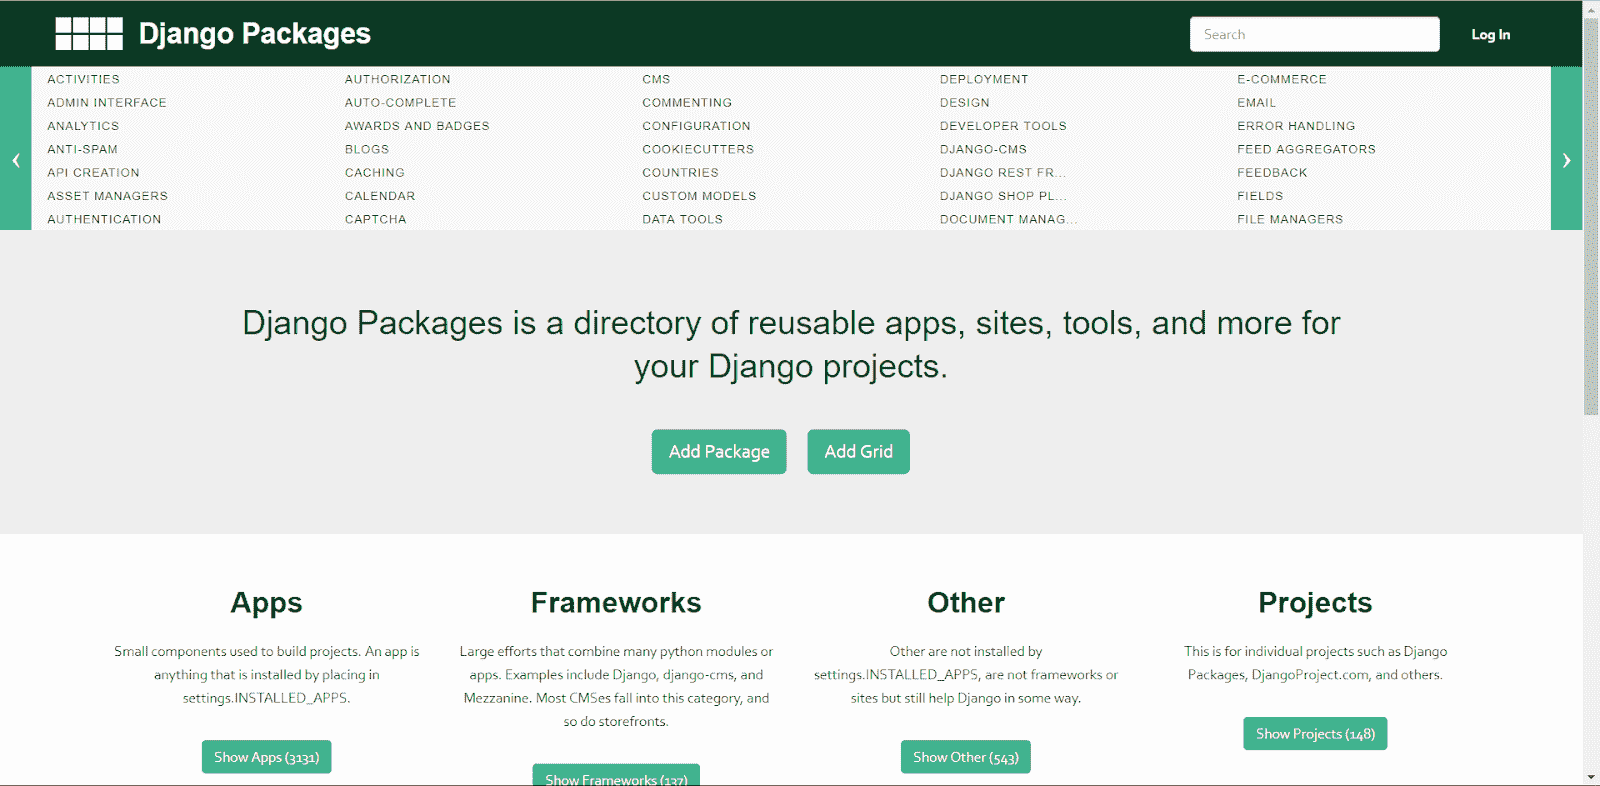 Django Packages
Search
Log In
ACTIVITIES
ADMIN INTERFACE
ANALYTICS
ANTI-SPAM
API CREATION
ASSET MANAGERS
AUTHENTICATION
AUTHORIZATION
AUTO-COMPLETE
AWARDS AND BADGES
BLOGS
CACHING
CALENDAR
CAPTCHA
CMS
COMMENTING
CONFIGURATION
COOKIECUTTERS
COUNTRIES
CUSTOM MODELS
DATA TOOLS
DEPLOYMENT
DESIGN
DEVELOPER TOOLS
DJANGO-CMS
DJANGO REST FR...
DJANGO SHOP PL...
DOCUMENT MANAG...
E-COMMERCE
EMAIL
ERROR HANDLING
FEED AGGREGATORS
FEEDBACK
FIELDS
FILE MANAGERS
Django Packages is a directory of reusable apps, sites, tools, and more for
your Django projects.
Add Package
Add Grid
Apps
Small components used to build projects. An app is
anything that is installed by placing in
settings.INSTALLED_APPS.
Show Apps (3131)
Frameworks
Large efforts that combine many python modules or
apps. Examples include Django, django-cms, and
Mezzanine. Most CMSes fall into this category, and
so do storefronts.
Show Frameworks (137)
Other
Other are not installed by
settings.INSTALLED_APPS, are not frameworks or
sites but still help Django in some way.
Show Other (543)
Projects
This is for individual projects such as Django
Packages, DjangoProject.com, and others.
Show Projects (148)